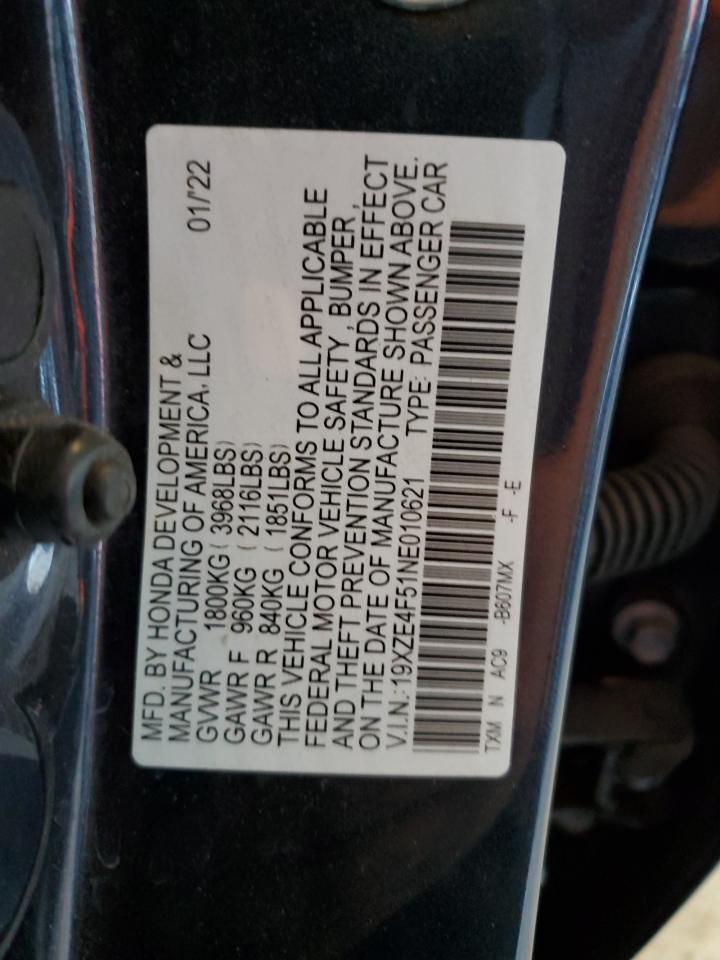 MFD. BY HONDA DEVELOPMENT &
MANUFACTURING OF AMERICA, LLC 01/'22
GVWR 1800KG ( 3968LBS)
GAWR F 960KG ( 2116LBS)
GAWR R 840KG ( 1851LBS)
THIS VEHICLE CONFORMS TO ALL APPLICABLE
FEDERAL MOTOR VEHICLE SAFETY, BUMPER,
AND THEFT PREVENTION STANDARDS IN EFFECT
ON THE DATE OF MANUFACTURE SHOWN ABOVE.
V.I.N.:19XZE4F51NE010621 TYPE: PASSENGER CAR
TXM N AC9 -B607MX -F -E